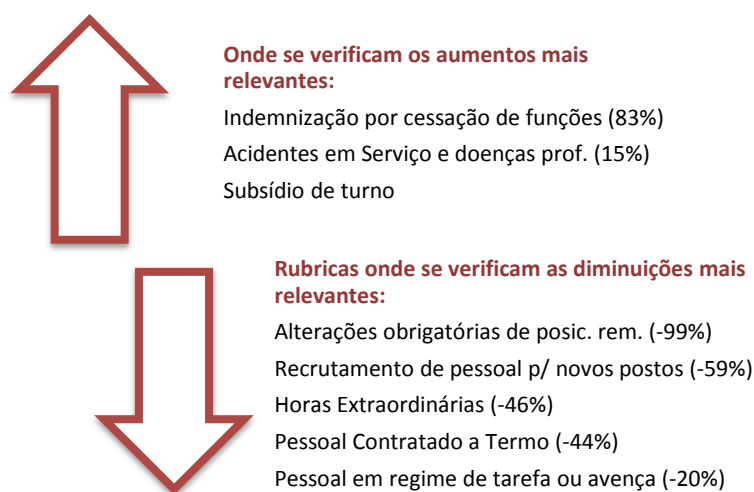 Onde se verificam os aumentos mais
relevantes:
Indemnização por cessação de funções (83%)
Acidentes em Serviço e doenças prof. (15%)
Subsídio de turno
Rubricas onde se verificam as diminuições mais
relevantes:
Alterações obrigatórias de posic. rem. (-99%)
Recrutamento de pessoal p/ novos postos (-59%)
Horas Extraordinárias (-46%)
Pessoal Contratado a Termo (-44%)
Pessoal em regime de tarefa ou avença (-20%)